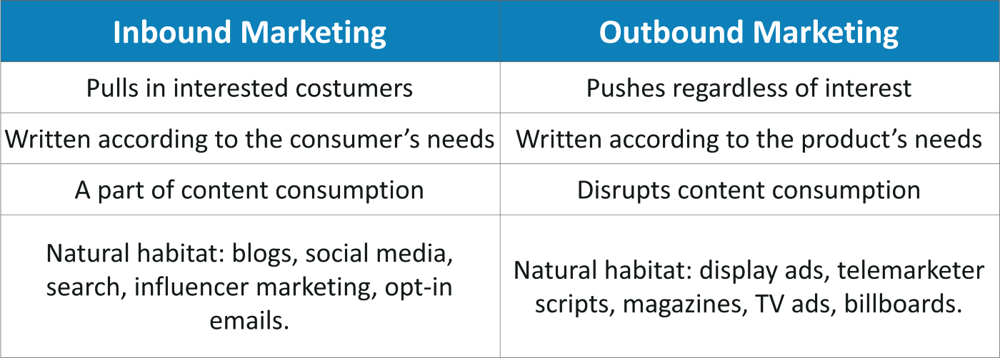 Inbound Marketing
Outbound Marketing
Pulls in interested costumers
Pushes regardless of interest
Written according to the consumer’s needs
Written according to the product’s needs
A part of content consumption
Disrupts content consumption
Natural habitat: blogs, social media,
search, influencer marketing, opt-in
emails.
Natural habitat: display ads, telemarketer
scripts, magazines, TV ads, billboards.